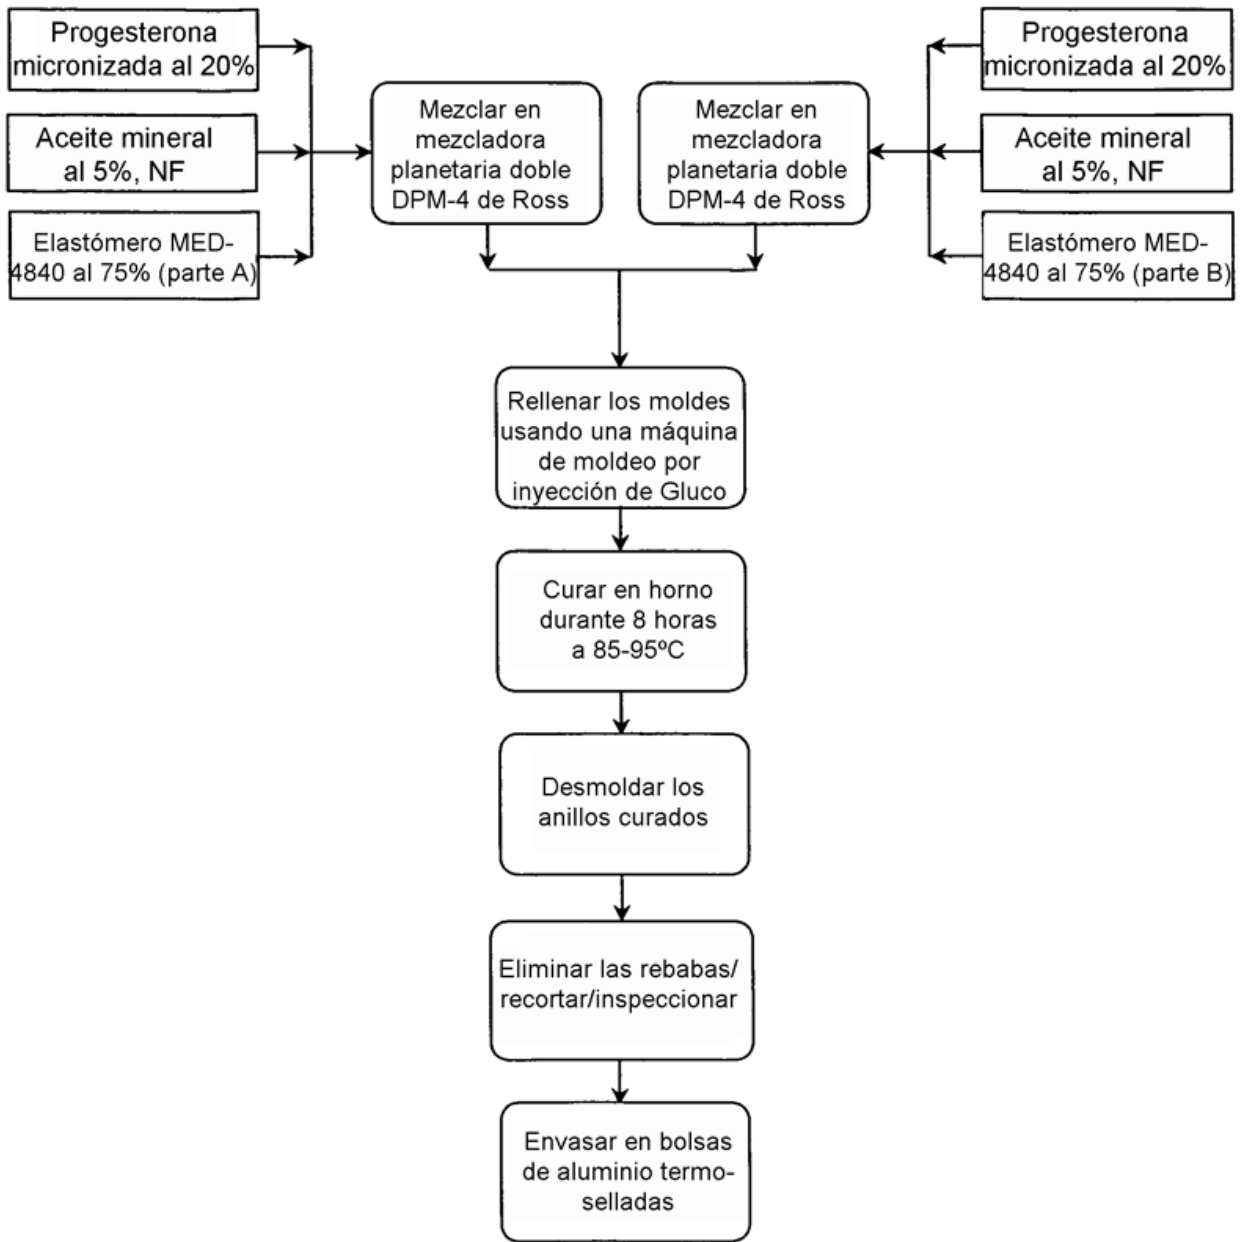 Progesterona
micronizada al 20%
Aceite mineral
al 5%, NF
Elastómero MED-
4840 al 75% (parte A)
Mezclar en
mezcladora
planetaria doble
DPM-4 de Ross
Mezclar en
mezcladora
planetaria doble
DPM-4 de Ross
Progesterona
micronizada al 20%
Aceite mineral
al 5%, NF
Elastómero MED-
4840 al 75% (parte B)
Rellenar los moldes
usando una máquina
de moldeo por
inyección de Gluco
Curar en horno
durante 8 horas
a 85-95ºC
Desmoldar los
anillos curados
Eliminar las rebabas/
recortar/inspeccionar
Envasar en bolsas
de aluminio termo-
selladas